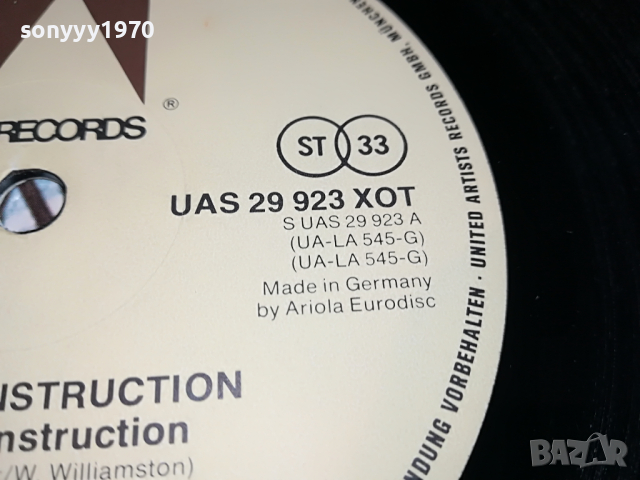 sonyyy1970
RECORDS ®
ST 33
UAS 29 923 XOT
S UAS 29 923 A
(UA-LA 545-G)
(UA-LA 545-G)
Made in Germany
by Ariola Eurodisc
NSTRUCTION
nstruction
/W. Williamston)
NDUNG VORBEHALTEN · UNITED ARTISTS RECORDS GMBH, MÜNCHEN
BAZAR